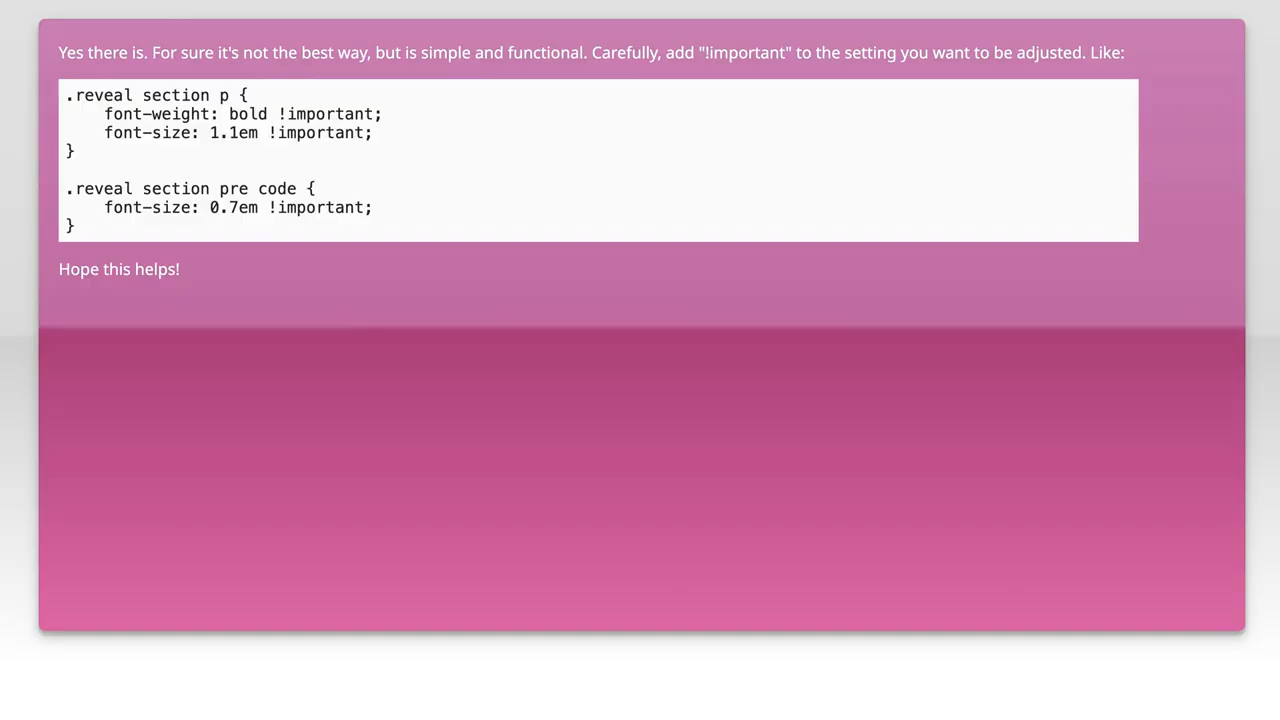 Yes there is. For sure it's not the best way, but is simple and functional. Carefully, add "!important" to the setting you want to be adjusted. Like:
.reveal section p {
    font-weight: bold !important;
    font-size: 1.1em !important;
}

.reveal section pre code {
    font-size: 0.7em !important;
}
Hope this helps!